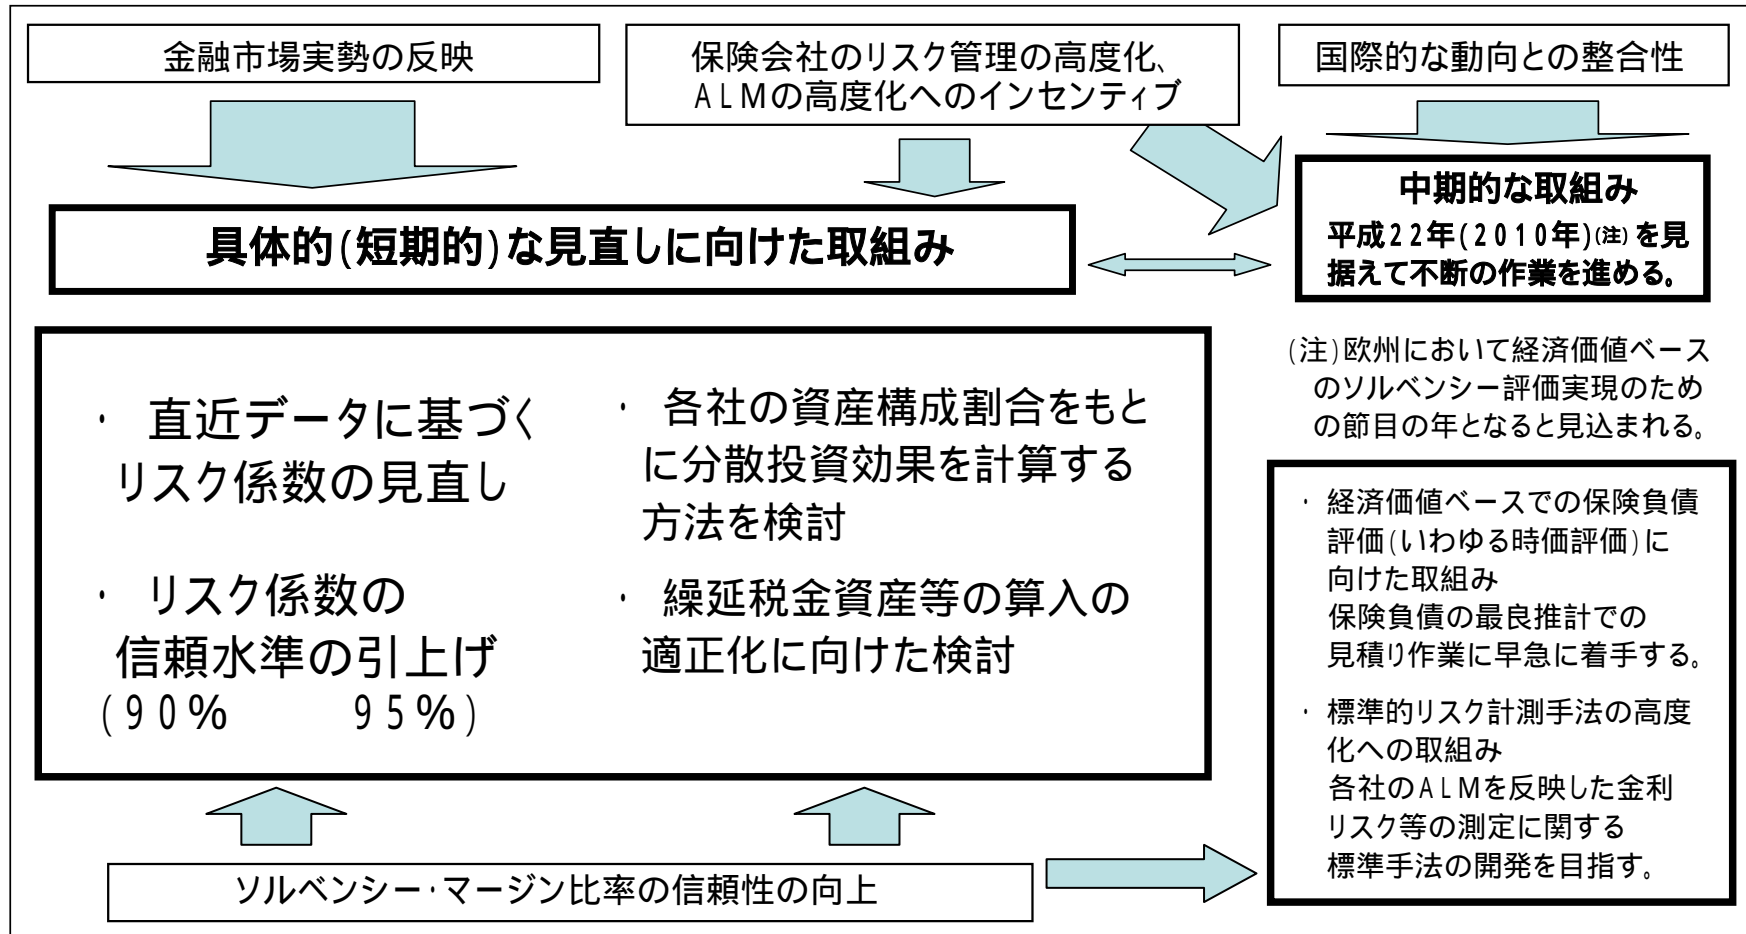 金融市場実勢の反映
保険会社のリスク管理の高度化、
ALMの高度化へのインセンティブ
国際的な動向との整合性
具体的(短期的)な見直しに向けた取組み
中期的な取組み
平成22年(2010年)(注)を見
据えて不断の作業を進める。
(注)欧州において経済価値ベース
のソルベンシー評価実現のため
の節目の年となると見込まれる。
・ 直近データに基づく
リスク係数の見直し
・ リスク係数の
信頼水準の引上げ
(90% 95%)
・ 各社の資産構成割合をもと
に分散投資効果を計算する
方法を検討
・ 繰延税金資産等の算入の
適正化に向けた検討
・ 経済価値ベースでの保険負債
評価(いわゆる時価評価)に
向けた取組み
保険負債の最良推計での
見積り作業に早急に着手する。
・ 標準的リスク計測手法の高度
化への取組み
各社のALMを反映した金利
リスク等の測定に関する
標準手法の開発を目指す。
ソルベンシー・マージン比率の信頼性の向上